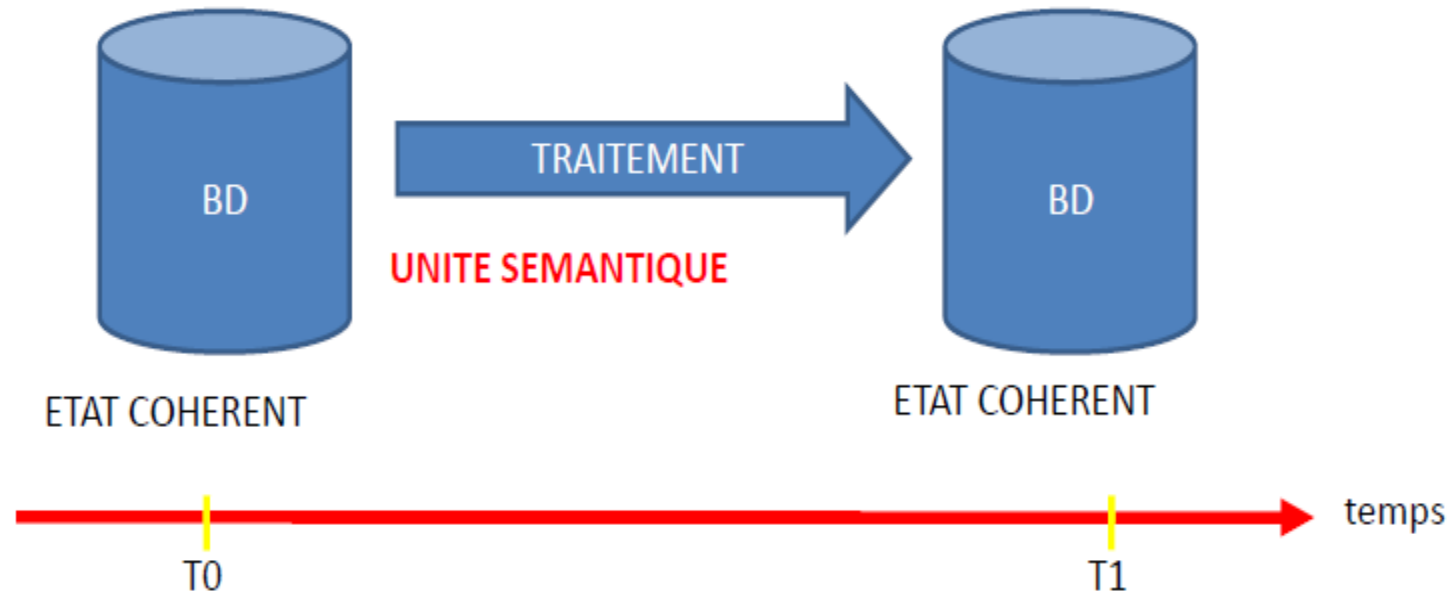 BD
TRAITEMENT
BD
UNITE SEMANTIQUE
ETAT COHERENT
ETAT COHERENT
temps
T0
T1